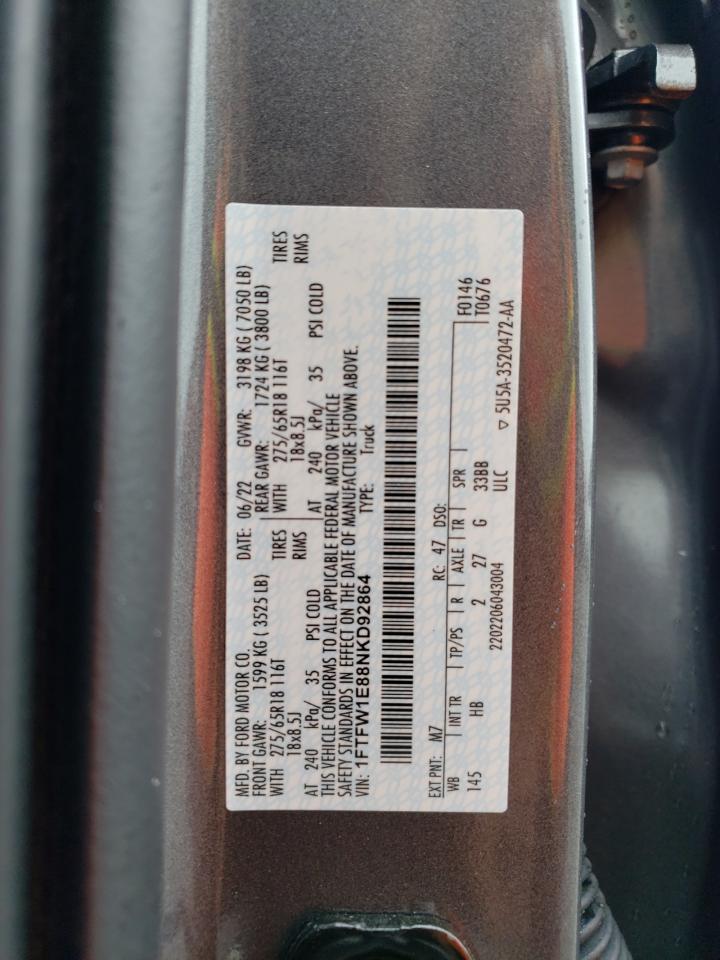 MFD. BY FORD MOTOR CO. DATE: 06/22 GVWR: 3198 KG ( 7050 LB)
FRONT GAWR: 1599 KG ( 3525 LB) REAR GAWR: 1724 KG ( 3800 LB)
WITH 275/65R18 116T TIRES WITH 275/65R18 116T TIRES
18x8.5J RIMS 18x8.5J RIMS
AT 240 kPa/ 35 PSI COLD AT 240 kPa/ 35 PSI COLD
THIS VEHICLE CONFORMS TO ALL APPLICABLE FEDERAL MOTOR VEHICLE
SAFETY STANDARDS IN EFFECT ON THE DATE OF MANUFACTURE SHOWN ABOVE.
VIN: 1FTFW1E88NKD92864 TYPE: Truck
EXT PNT: M7 RC: 47 DSO: F0146
WB INT TR TP/PS R AXLE TR SPR T0676
145 HB 2 27 G 33BB
2202206043004 ULC ▽ 5U5A-3520472-AA